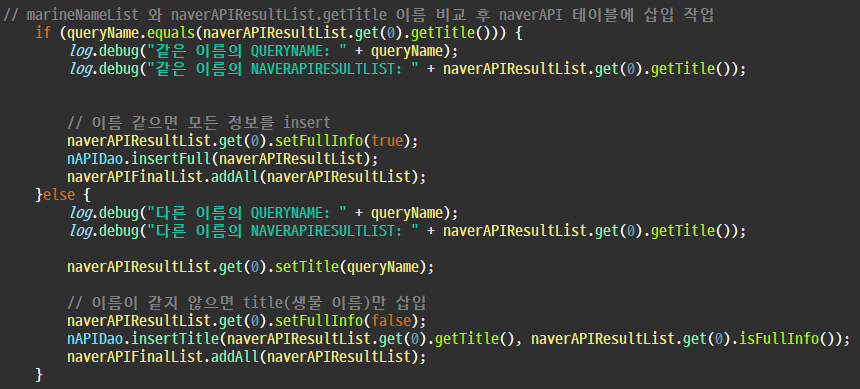 // marineNameList 와 naverAPIResultList.getTitle 이름 비교 후 naverAPI 테이블에 삽입 작업
if (queryName.equals(naverAPIResultList.get(0).getTitle())) {
log.debug("같은 이름의 QUERYNAME: " + queryName);
log.debug("같은 이름의 NAVERAPIRESULTLIST: " + naverAPIResultList.get(0).getTitle());
// 이름 같으면 모든 정보를 insert
naverAPIResultList.get(0).setFullInfo(true);
nAPIDao.insertFull(naverAPIResultList);
naverAPIFinalList.addAll(naverAPIResultList);
}else {
log.debug("다른 이름의 QUERYNAME: " + queryName);
log.debug("다른 이름의 NAVERAPIRESULTLIST: " + naverAPIResultList.get(0).getTitle());
naverAPIResultList.get(0).setTitle(queryName);
// 이름이 같지 않으면 title(생물 이름)만 삽입
naverAPIResultList.get(0).setFullInfo(false);
nAPIDao.insertTitle(naverAPIResultList.get(0).getTitle(), naverAPIResultList.get(0).isFullInfo());
naverAPIFinalList.addAll(naverAPIResultList);
}